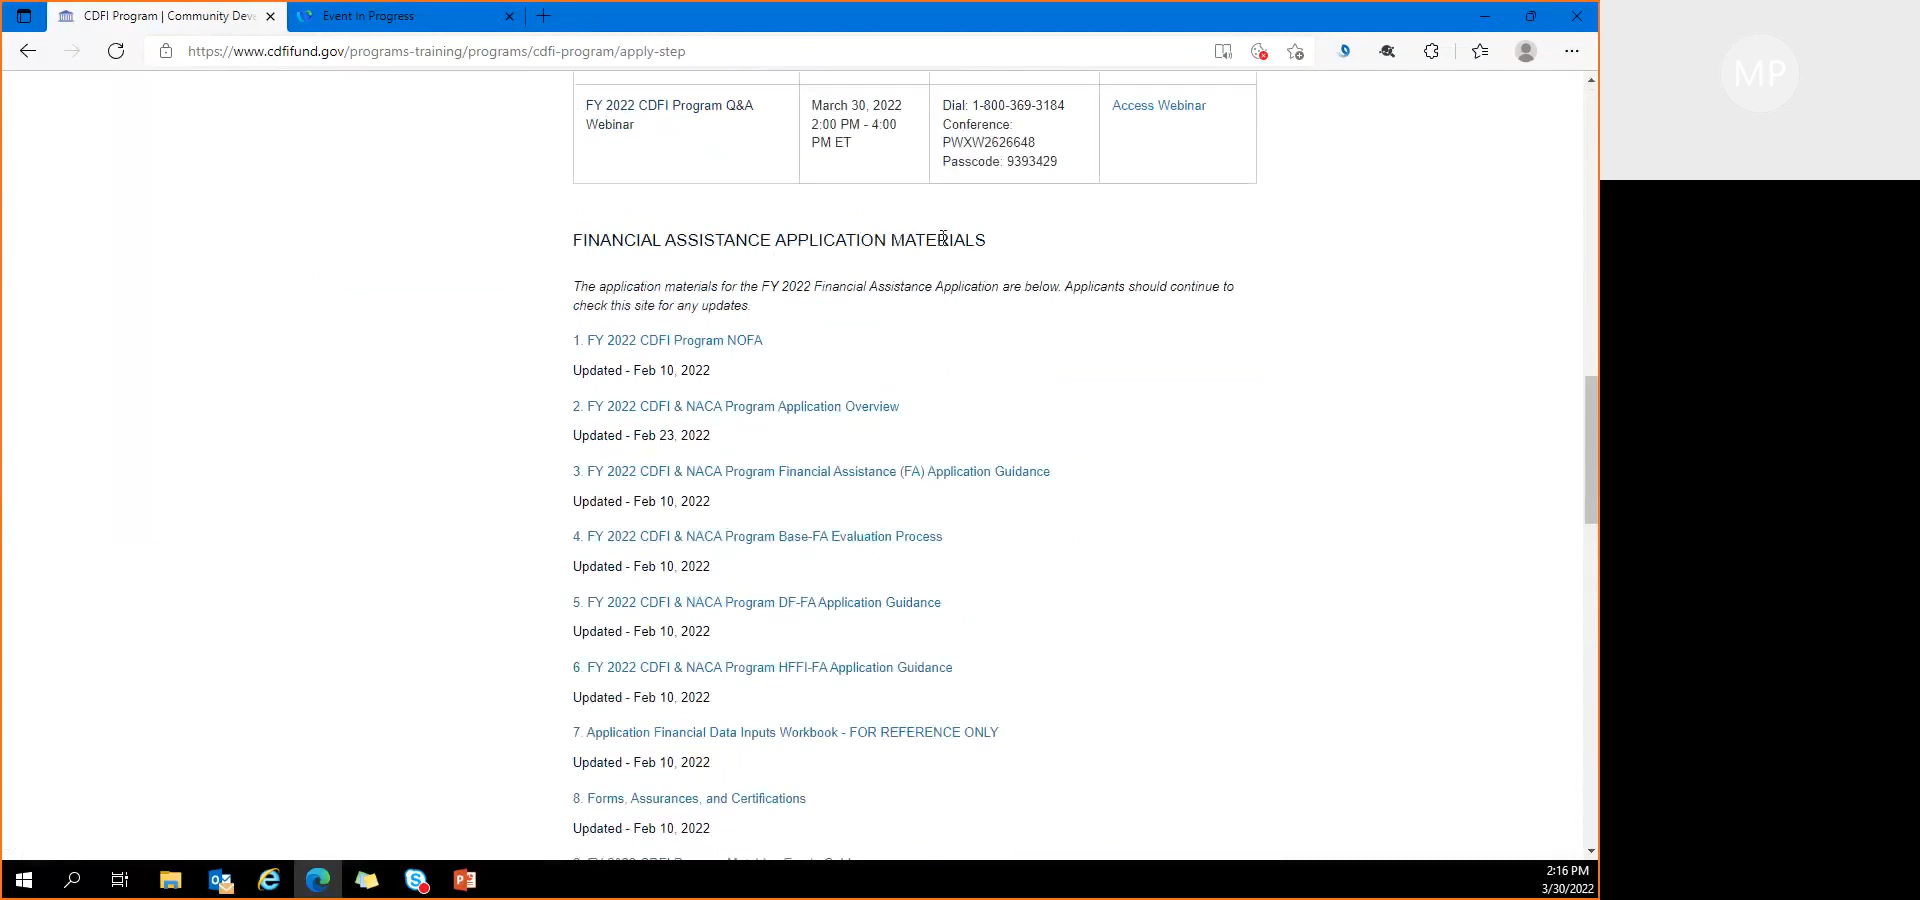 CDFI Program | Community Dev
Event In Progress
https://www.cdfifund.gov/programs-training/programs/cdfi-program/apply-step
MP
FY 2022 CDFI Program Q&A
Webinar
March 30, 2022
2:00 PM - 4:00
PM ET
Dial: 1-800-369-3184
Conference:
PWXW2626648
Passcode: 9393429
Access Webinar
FINANCIAL ASSISTANCE APPLICATION MATERIALS
The application materials for the FY 2022 Financial Assistance Application are below. Applicants should continue to
check this site for any updates.
1. FY 2022 CDFI Program NOFA
Updated - Feb 10, 2022
2. FY 2022 CDFI & NACA Program Application Overview
Updated - Feb 23, 2022
3. FY 2022 CDFI & NACA Program Financial Assistance (FA) Application Guidance
Updated - Feb 10, 2022
4. FY 2022 CDFI & NACA Program Base-FA Evaluation Process
Updated - Feb 10, 2022
5. FY 2022 CDFI & NACA Program DF-FA Application Guidance
Updated - Feb 10, 2022
6. FY 2022 CDFI & NACA Program HFFI-FA Application Guidance
Updated - Feb 10, 2022
7. Application Financial Data Inputs Workbook - FOR REFERENCE ONLY
Updated - Feb 10, 2022
8. Forms, Assurances, and Certifications
Updated - Feb 10, 2022
2:16 PM
3/30/2022